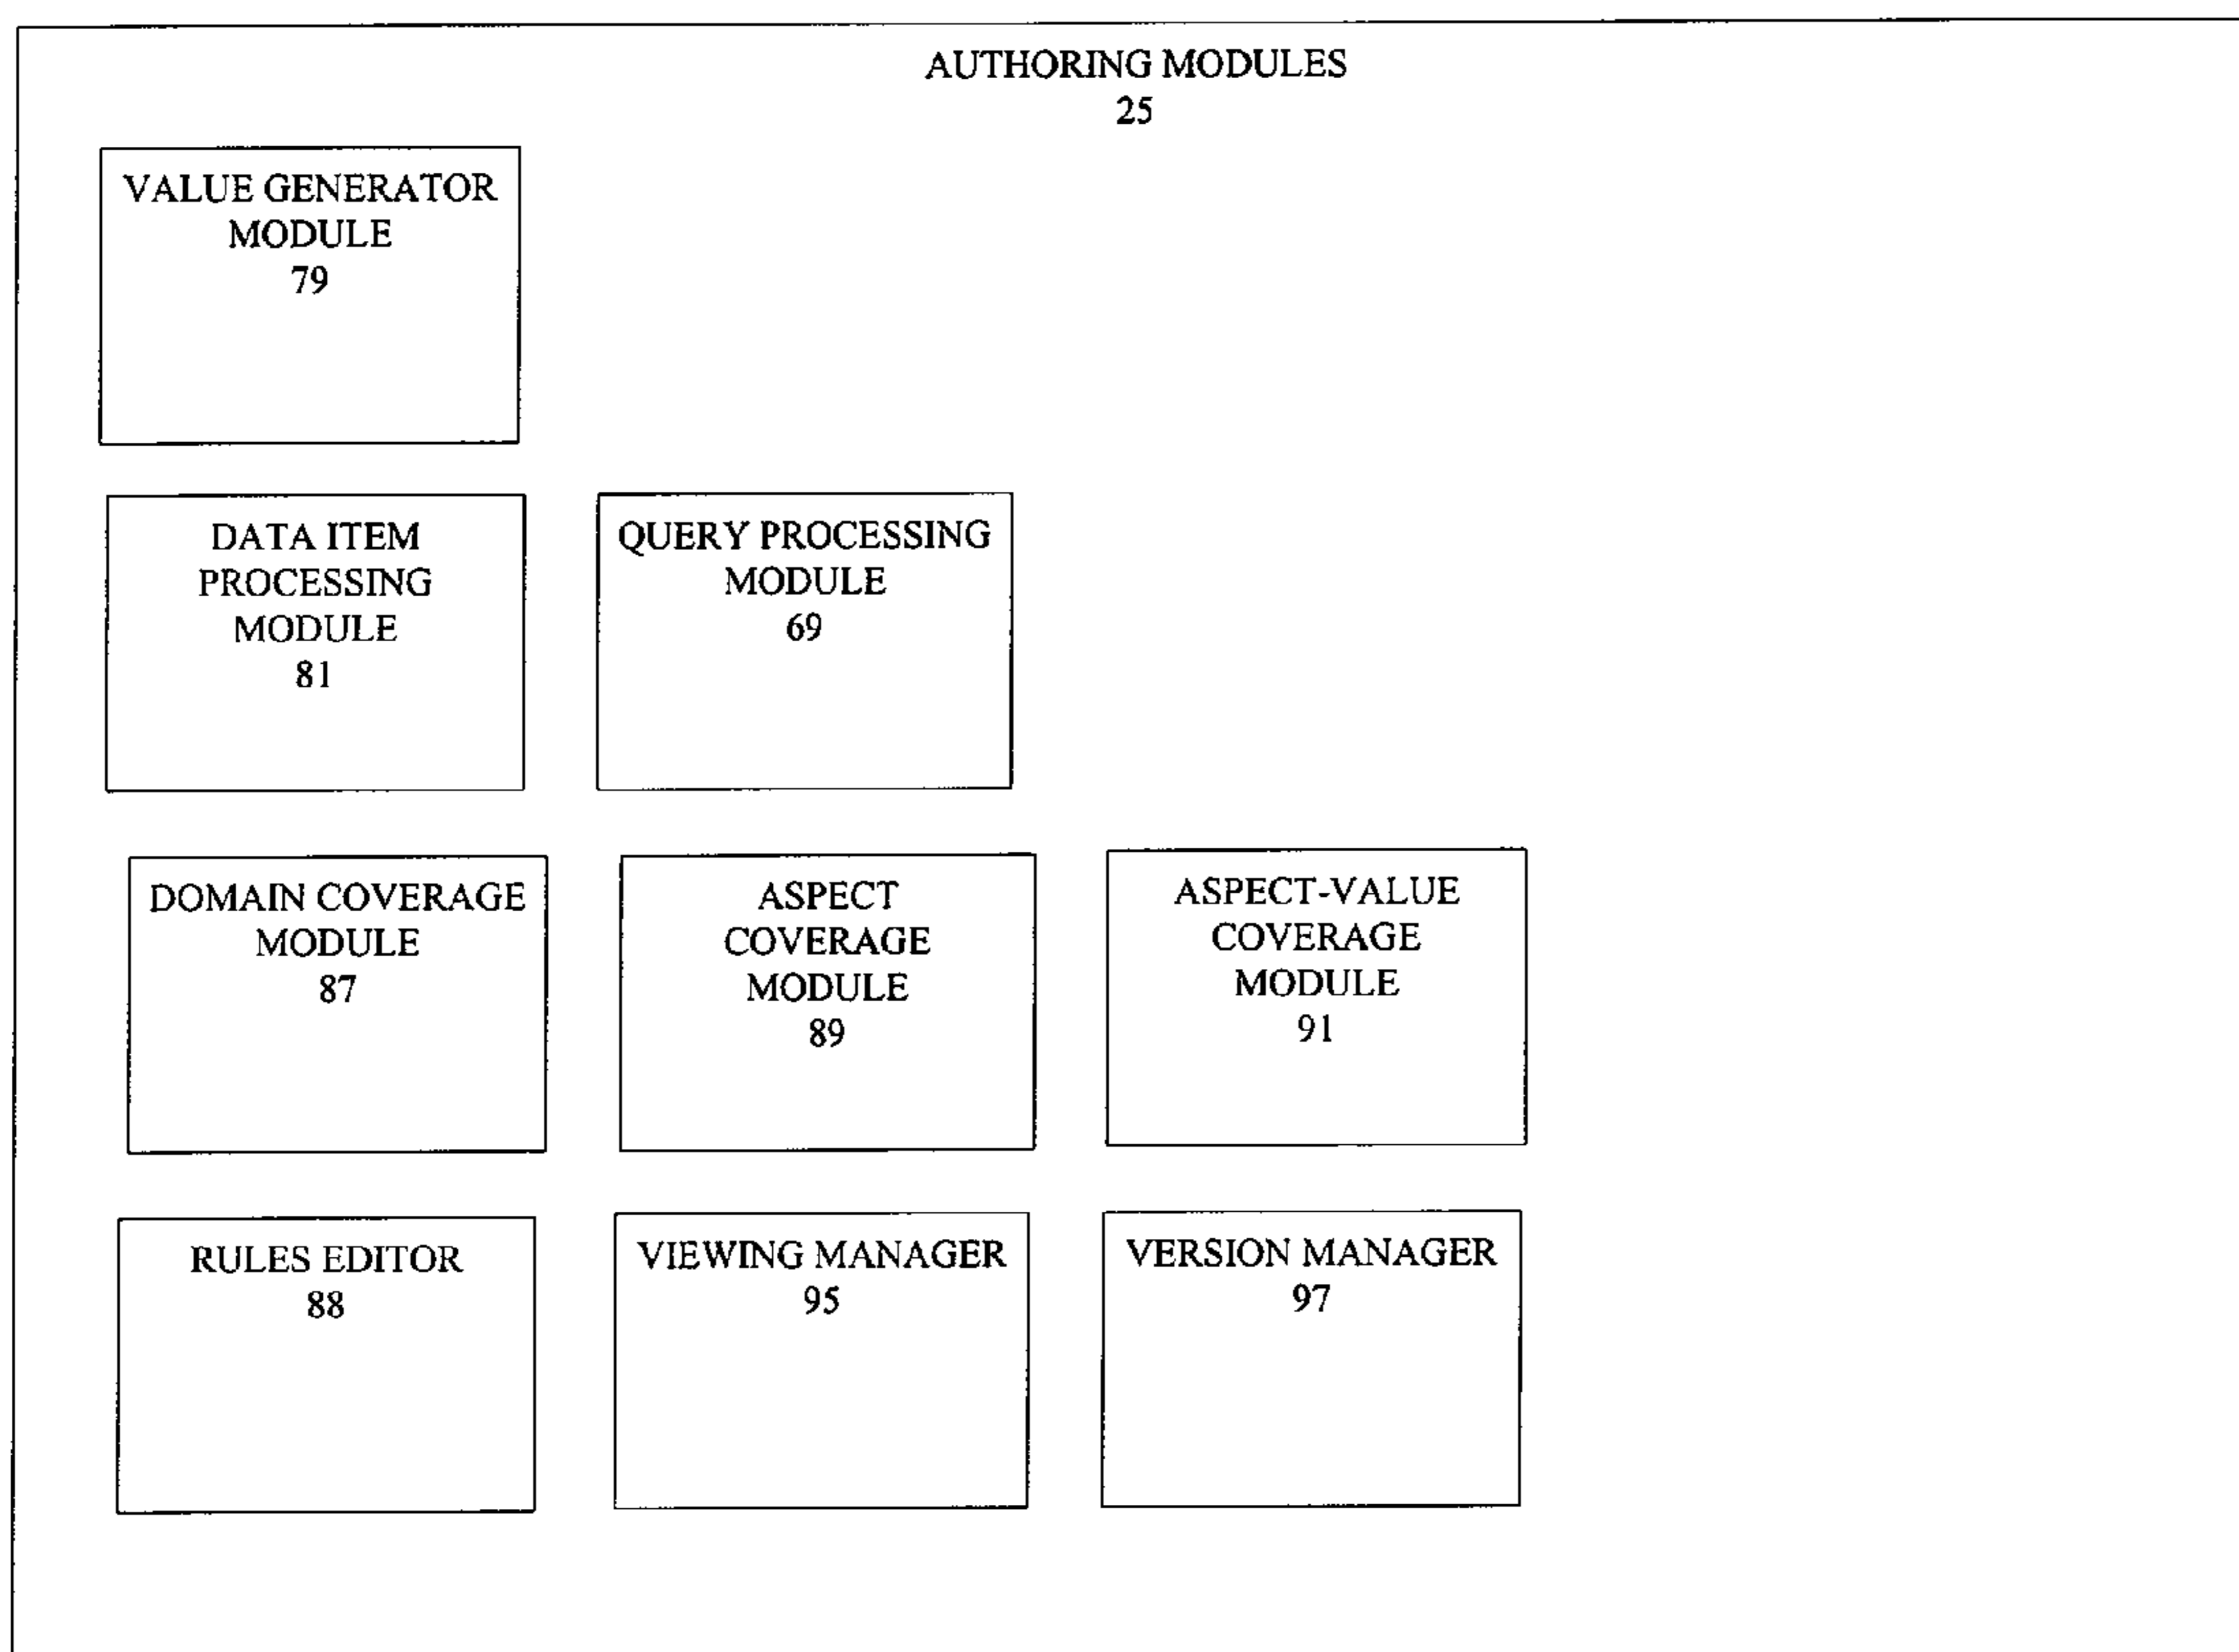 AUTHORING MODULES
25
VALUE GENERATOR
MODULE
79
DATA ITEM
PROCESSING
MODULE
81
QUERY PROCESSING
MODULE
69
DOMAIN COVERAGE
MODULE
87
ASPECT
COVERAGE
MODULE
89
ASPECT-VALUE
COVERAGE
MODULE
91
RULES EDITOR
88
VIEWING MANAGER
95
VERSION MANAGER
97